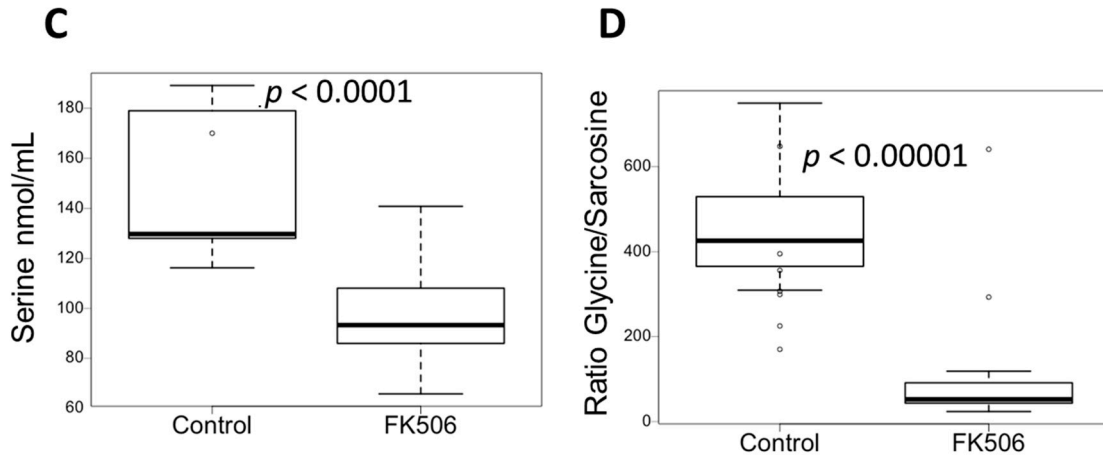 C
Serine nmol/mL
180
160
140
120
100
80
60
p < 0.0001
Control
FK506
D
Ratio Glycine/Sarcosine
600
400
200
0
p < 0.00001
Control
FK506